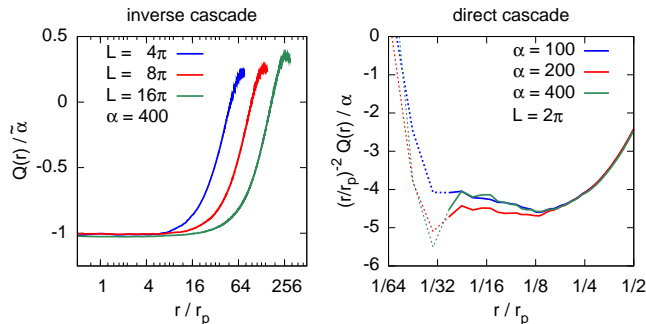 inverse cascade
L = 4π
L = 8π
L = 16π
α = 400
Q(r) / α̃
1
0.5
0
-0.5
-1
1
4
16
64
256
r / r_p
direct cascade
α = 100
α = 200
α = 400
L = 2π
(r/r_p)^-2 Q(r) / α
0
-1
-2
-3
-4
-5
-6
1/64
1/32
1/16
1/8
1/4
1/2
r / r_p